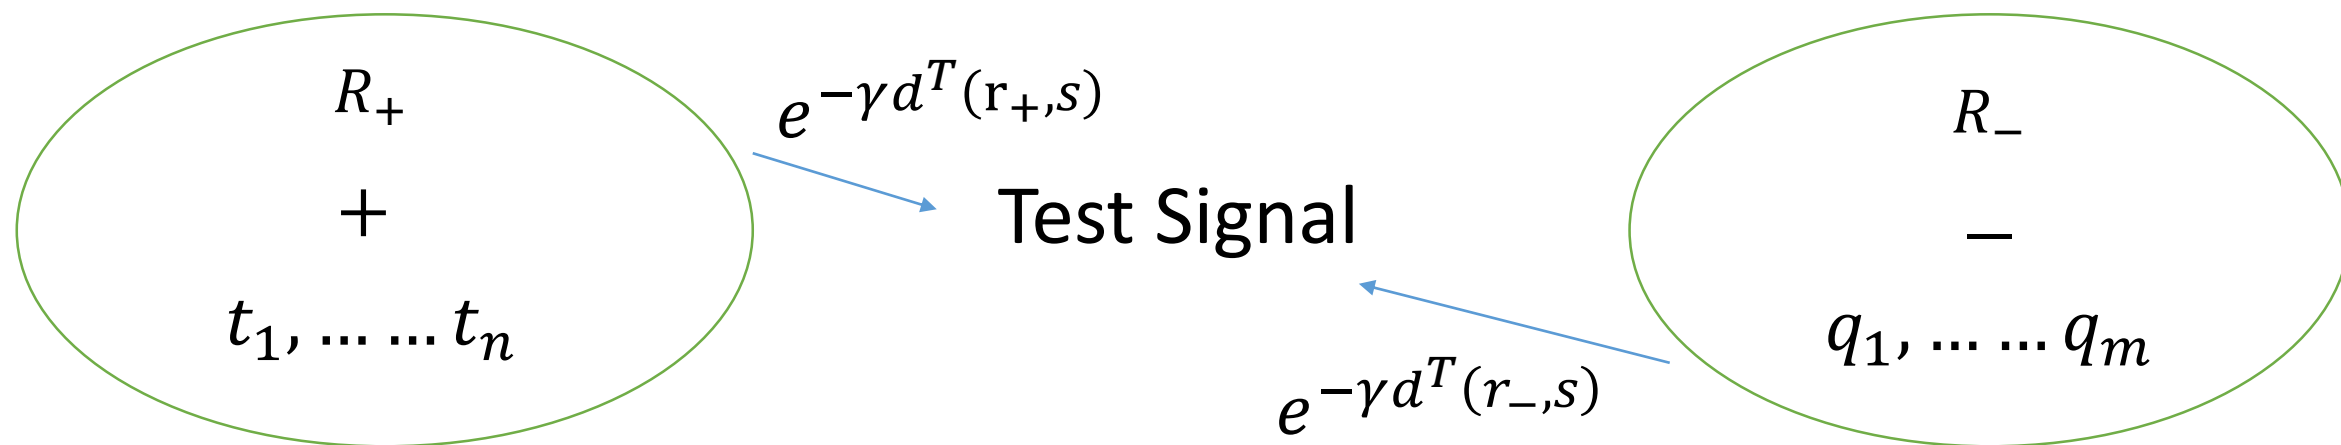 R₊
+
t₁, … … tₙ
e^{−γd^T(r₊,s)}
Test Signal
e^{−γd^T(r₋,s)}
R₋
−
q₁, … … qₘ